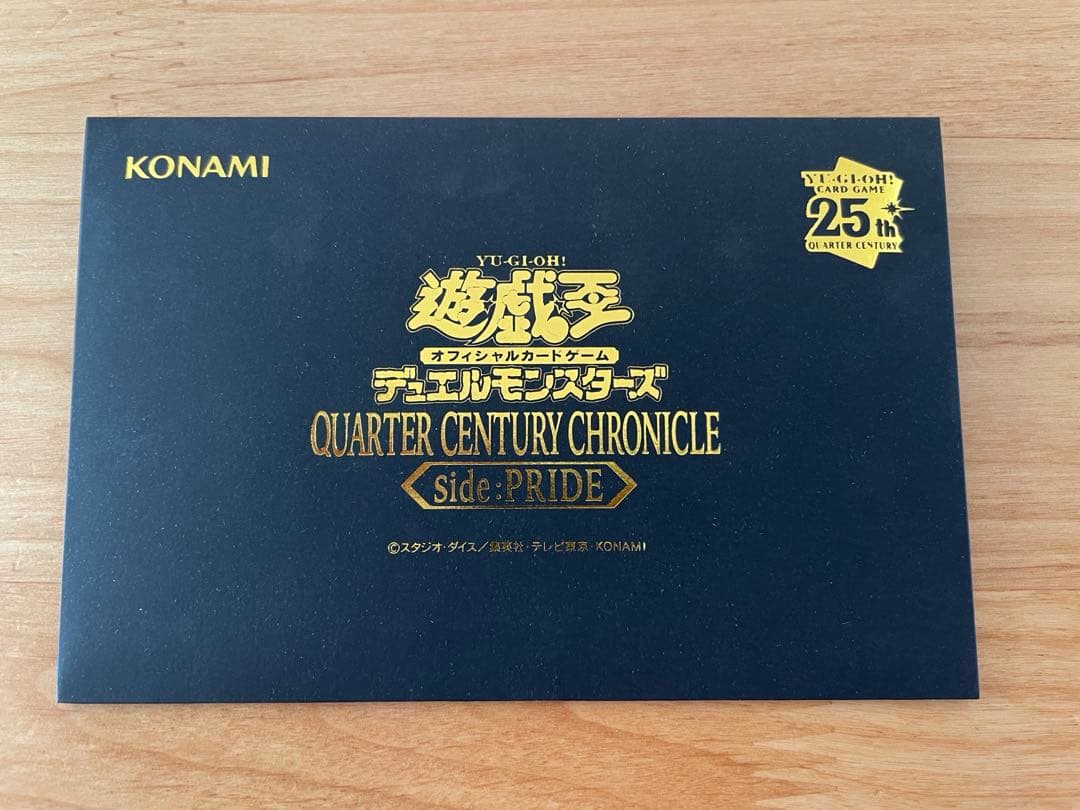 KONAMI
YU-GI-OH!
CARD GAME
25th
QUARTER CENTURY
YU-GI-OH!
遊戯王
オフィシャルカードゲーム
デュエルモンスターズ
QUARTER CENTURY CHRONICLE
side:PRIDE
©スタジオ・ダイス／集英社・テレビ東京・KONAMI